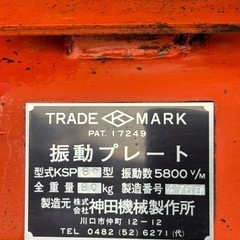 TRADE MARK
PAT. 17249
振動プレート
型式KSP 80 型 振動数5800 V/M
全重量 80kg 製造番号
製造元 株式会社 神田機械製作所
川口市仲町 12-12
TEL 0482 (52) 6271 (代)